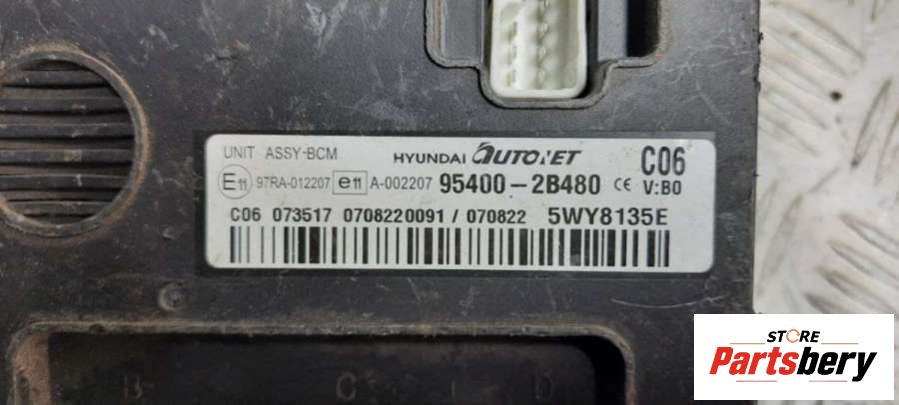 UNIT ASSY-BCM HYUNDAI AUTONET C06
E11 97RA-012207 e11 A-002207 95400-2B480 CE V:B0
C06 073517 0708220091 / 070822 5WY8135E
STORE
Partsbery
B C